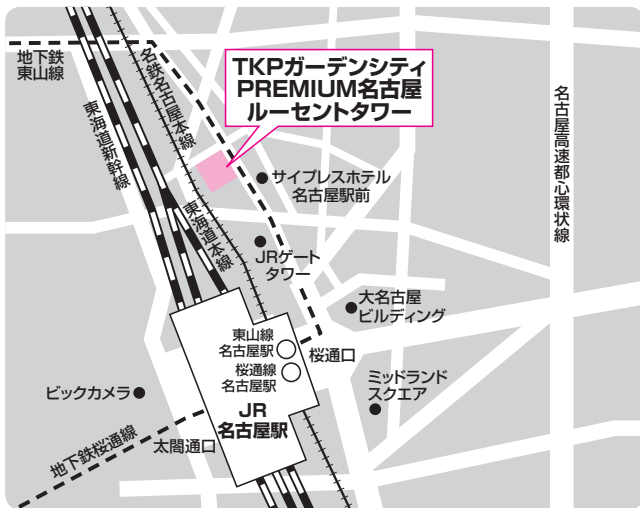 地下鉄
東山線
名鉄名古屋本線
TKPガーデンシティ
PREMIUM名古屋
ルーセントタワー
東海道新幹線
名古屋高速都心環状線
サイプレスホテル
名古屋駅前
東海道本線
JRゲート
タワー
大名古屋
ビルディング
東山線
名古屋駅
桜通口
桜通線
名古屋駅
ミッドランド
スクエア
ビックカメラ
JR
名古屋駅
太閤通口
地下鉄桜通線